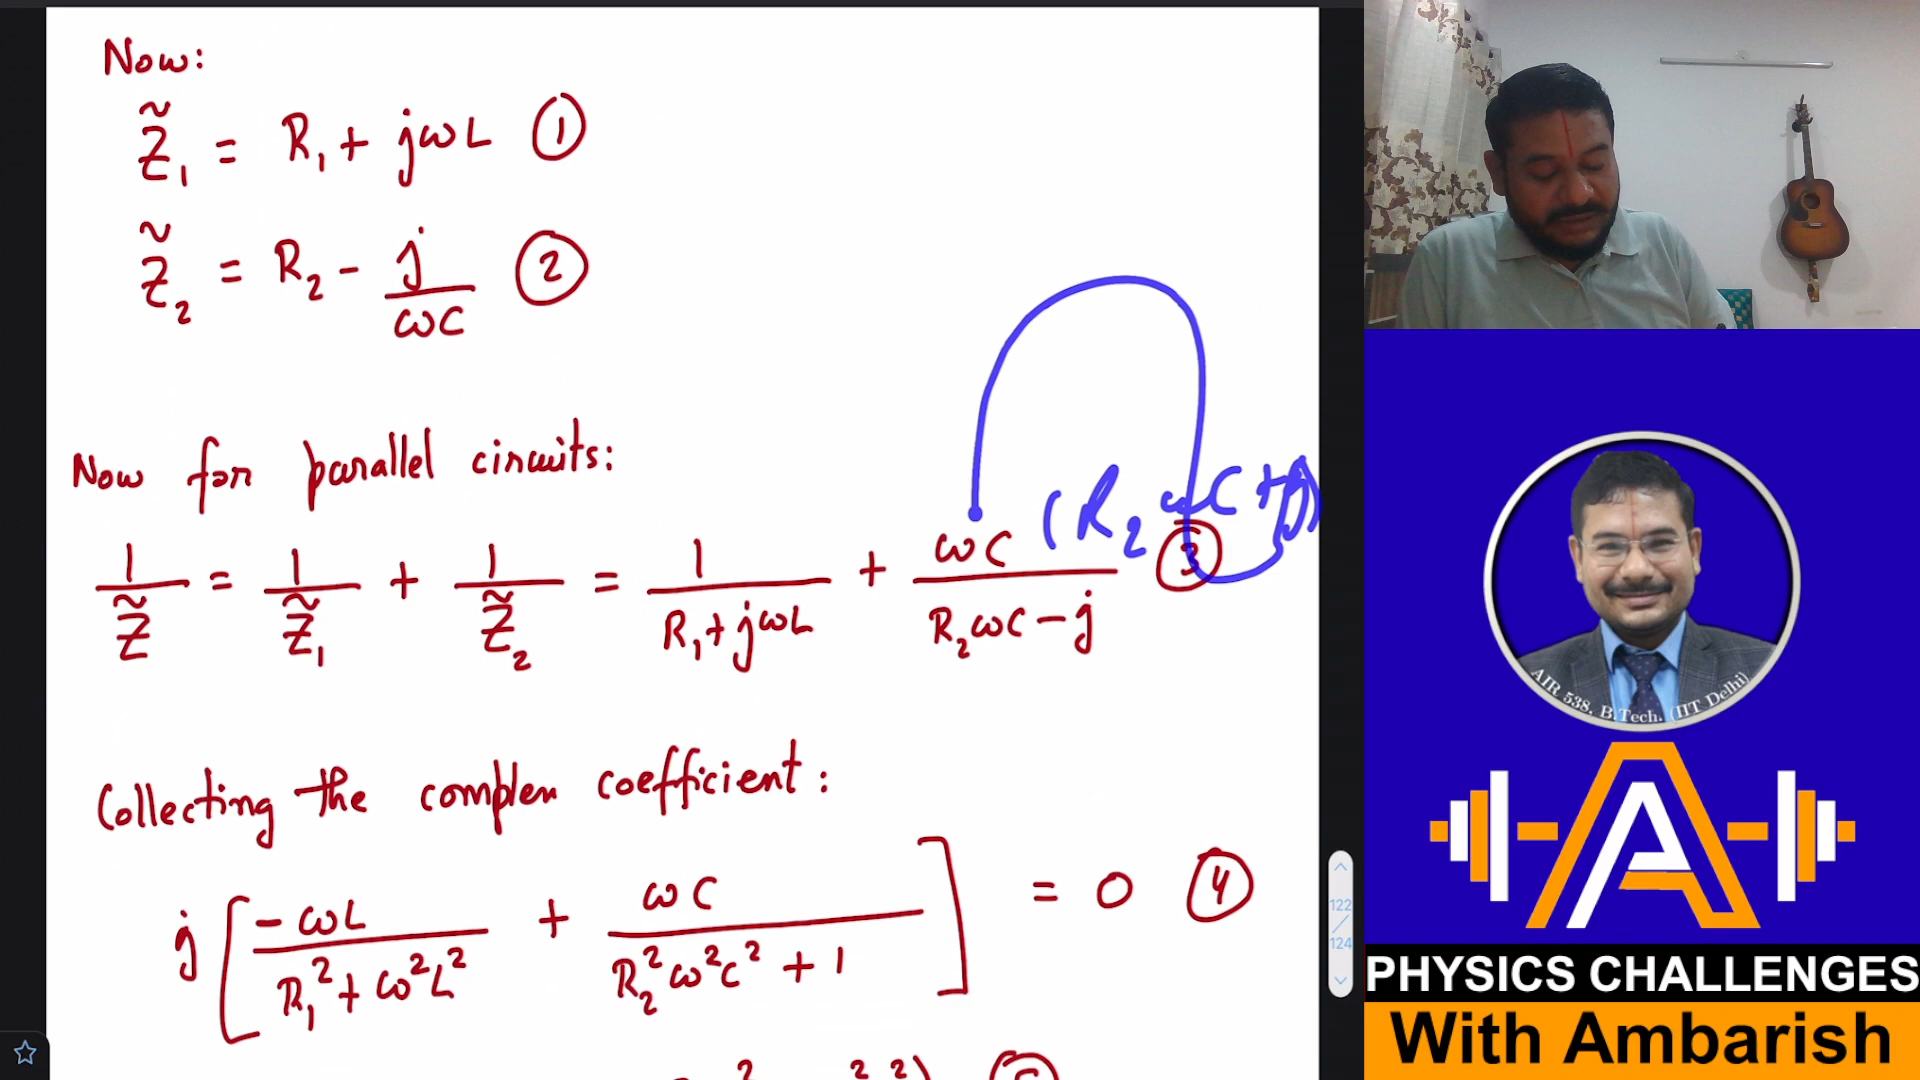 Now:
Z̃₁ = R₁ + jωL ①
Z̃₂ = R₂ - j/ωC ②
Now for parallel circuits:
(R₂ωC + j)
1/Z̃ = 1/Z̃₁ + 1/Z̃₂ = 1/(R₁ + jωL) + ωC/(R₂ωC - j) ③
Collecting the complex coefficient:
j[-ωL/(R₁² + ω²L²) + ωC/(R₂²ω²C² + 1)] = 0 ④
122
/
124
AIR 538, B.Tech. (IIT Delhi)
A
PHYSICS CHALLENGES
With Ambarish